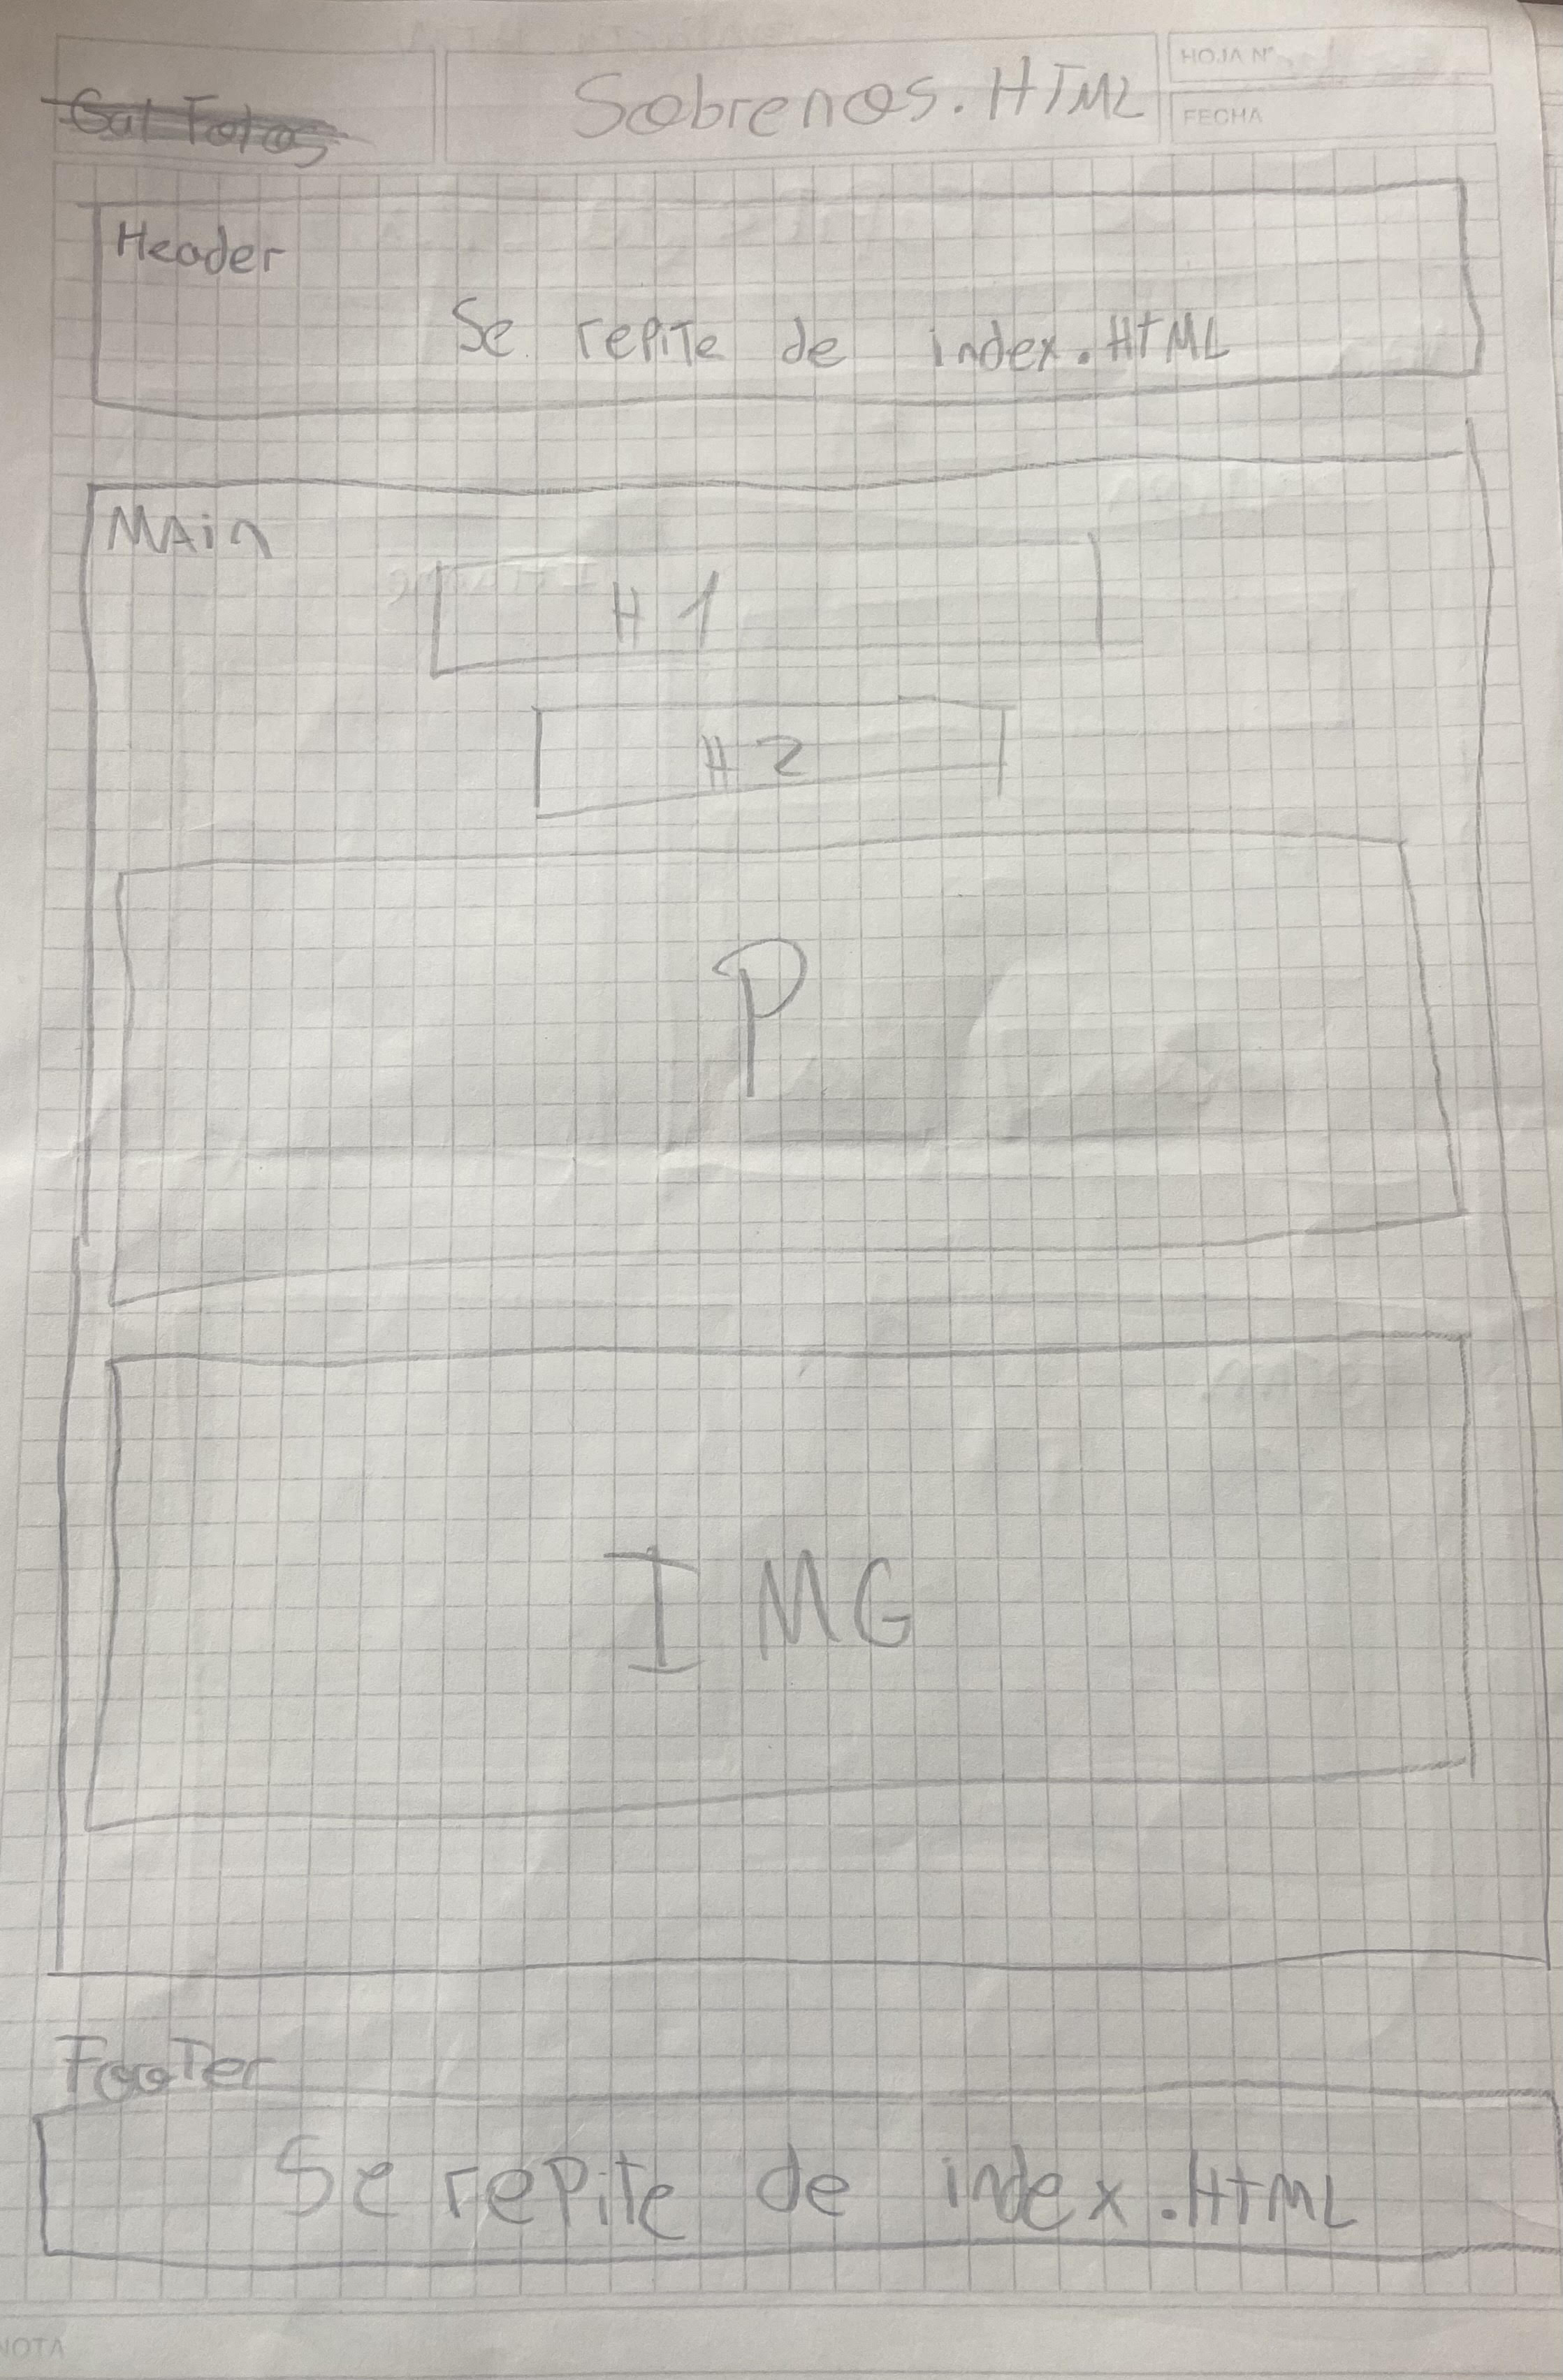 HOJA N°
Gal Fotos
Sobrenos.HTML
FECHA
Header
Se repite de index.HTML
MAin
H1
H2
P
IMG
FooTer
Se repite de index.HTML
NOTA